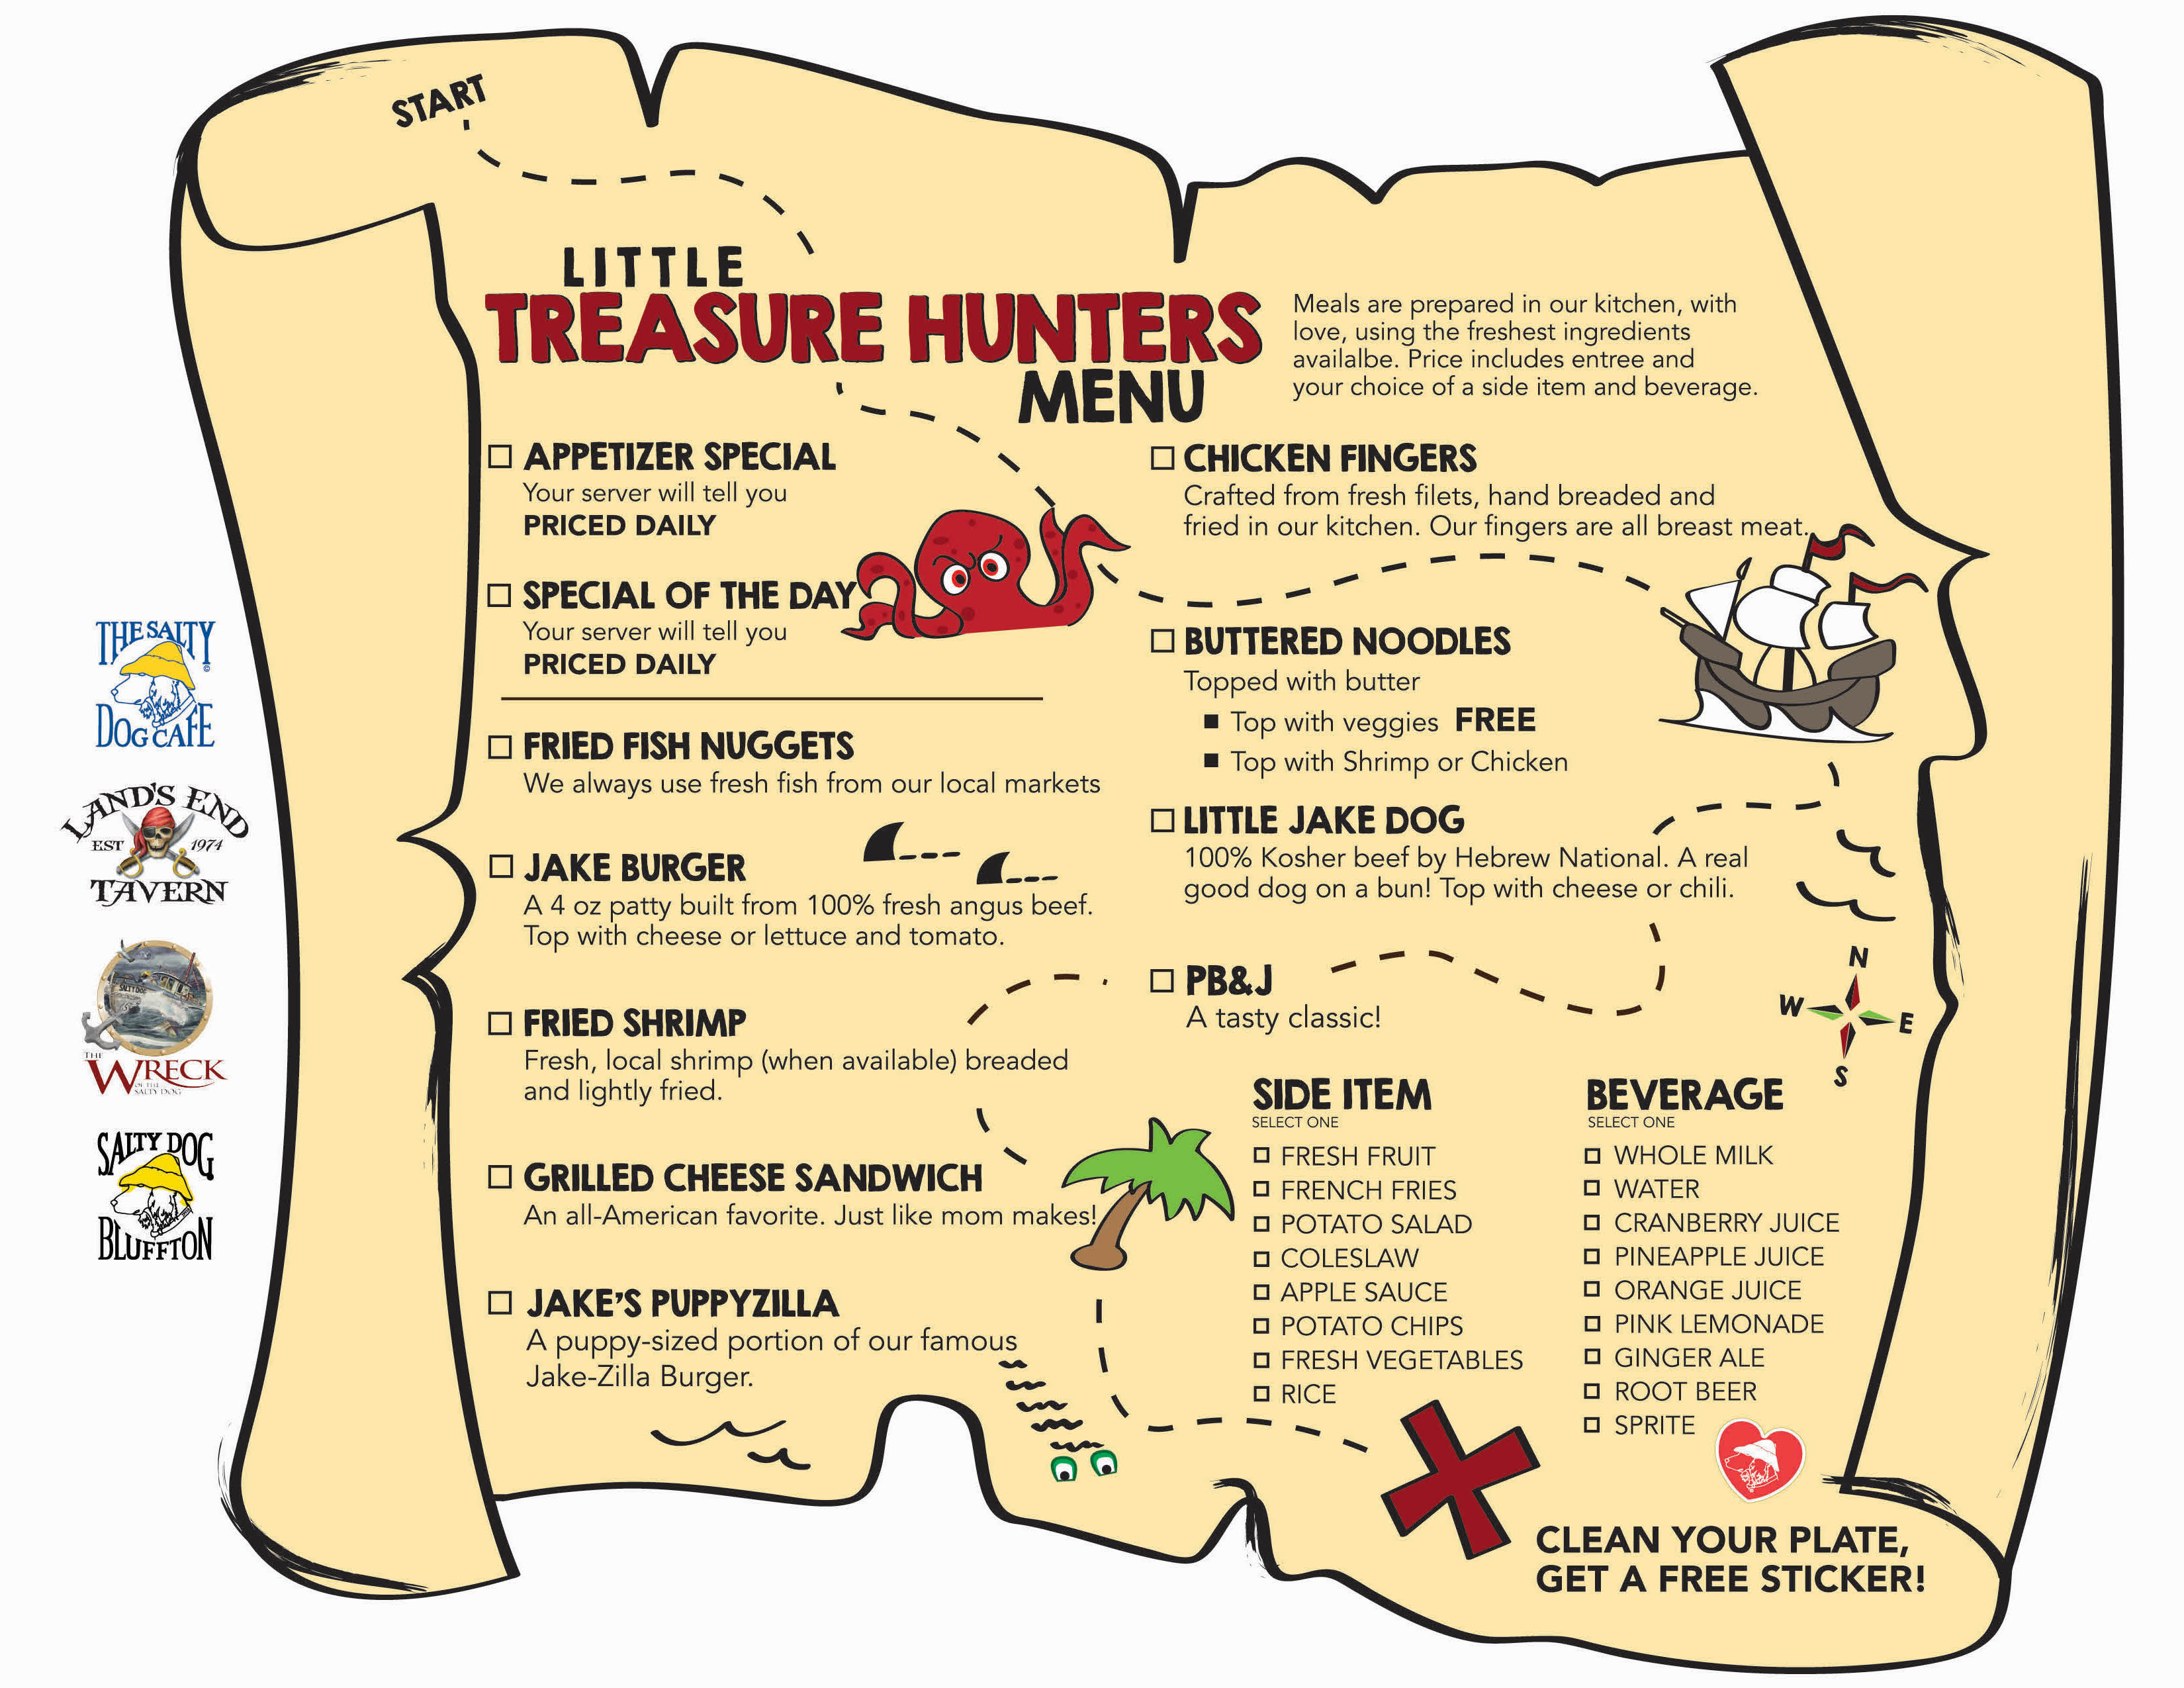 START
LITTLE
TREASURE HUNTERS
MENU
Meals are prepared in our kitchen, with
love, using the freshest ingredients
availalbe. Price includes entree and
your choice of a side item and beverage.
APPETIZER SPECIAL
Your server will tell you
PRICED DAILY
SPECIAL OF THE DAY
Your server will tell you
PRICED DAILY
FRIED FISH NUGGETS
We always use fresh fish from our local markets
JAKE BURGER
A 4 oz patty built from 100% fresh angus beef.
Top with cheese or lettuce and tomato.
FRIED SHRIMP
Fresh, local shrimp (when available) breaded
and lightly fried.
GRILLED CHEESE SANDWICH
An all-American favorite. Just like mom makes!
JAKE'S PUPPYZILLA
A puppy-sized portion of our famous
Jake-Zilla Burger.
CHICKEN FINGERS
Crafted from fresh filets, hand breaded and
fried in our kitchen. Our fingers are all breast meat.
BUTTERED NOODLES
Topped with butter
Top with veggies FREE
Top with Shrimp or Chicken
LITTLE JAKE DOG
100% Kosher beef by Hebrew National. A real
good dog on a bun! Top with cheese or chili.
PB&J
A tasty classic!
N
W
E
S
SIDE ITEM
SELECT ONE
FRESH FRUIT
FRENCH FRIES
POTATO SALAD
COLESLAW
APPLE SAUCE
POTATO CHIPS
FRESH VEGETABLES
RICE
BEVERAGE
SELECT ONE
WHOLE MILK
WATER
CRANBERRY JUICE
PINEAPPLE JUICE
ORANGE JUICE
PINK LEMONADE
GINGER ALE
ROOT BEER
SPRITE
CLEAN YOUR PLATE,
GET A FREE STICKER!
THE SALTY
DOG CAFE
©
LAND'S END
EST 1974
TAVERN
SALTY DOG
THE
WRECK
OF THE
SALTY DOG
SALTY DOG
BLUFFTON